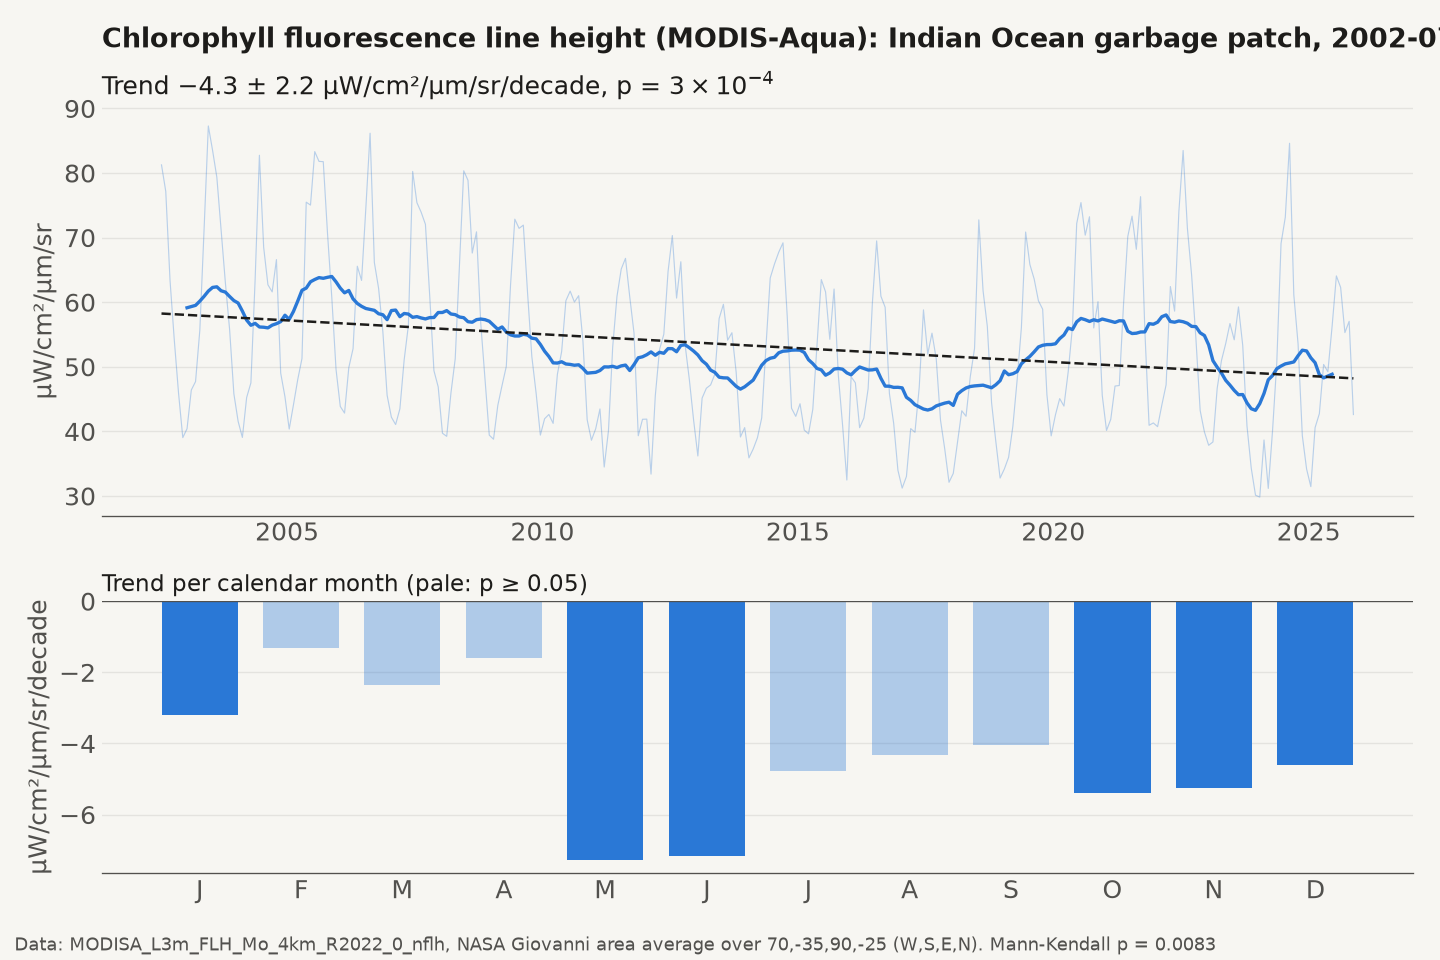 Chlorophyll fluorescence line height (MODIS-Aqua): Indian Ocean garbage patch, 2002-0
Trend −4.3 ± 2.2 µW/cm²/µm/sr/decade, p = 3 × 10⁻⁴
µW/cm²/µm/sr
90
80
70
60
50
40
30
2005 2010 2015 2020 2025
Trend per calendar month (pale: p ≥ 0.05)
µW/cm²/µm/sr/decade
0
−2
−4
−6
J F M A M J J A S O N D
Data: MODISA_L3m_FLH_Mo_4km_R2022_0_nflh, NASA Giovanni area average over 70,-35,90,-25 (W,S,E,N). Mann-Kendall p = 0.0083